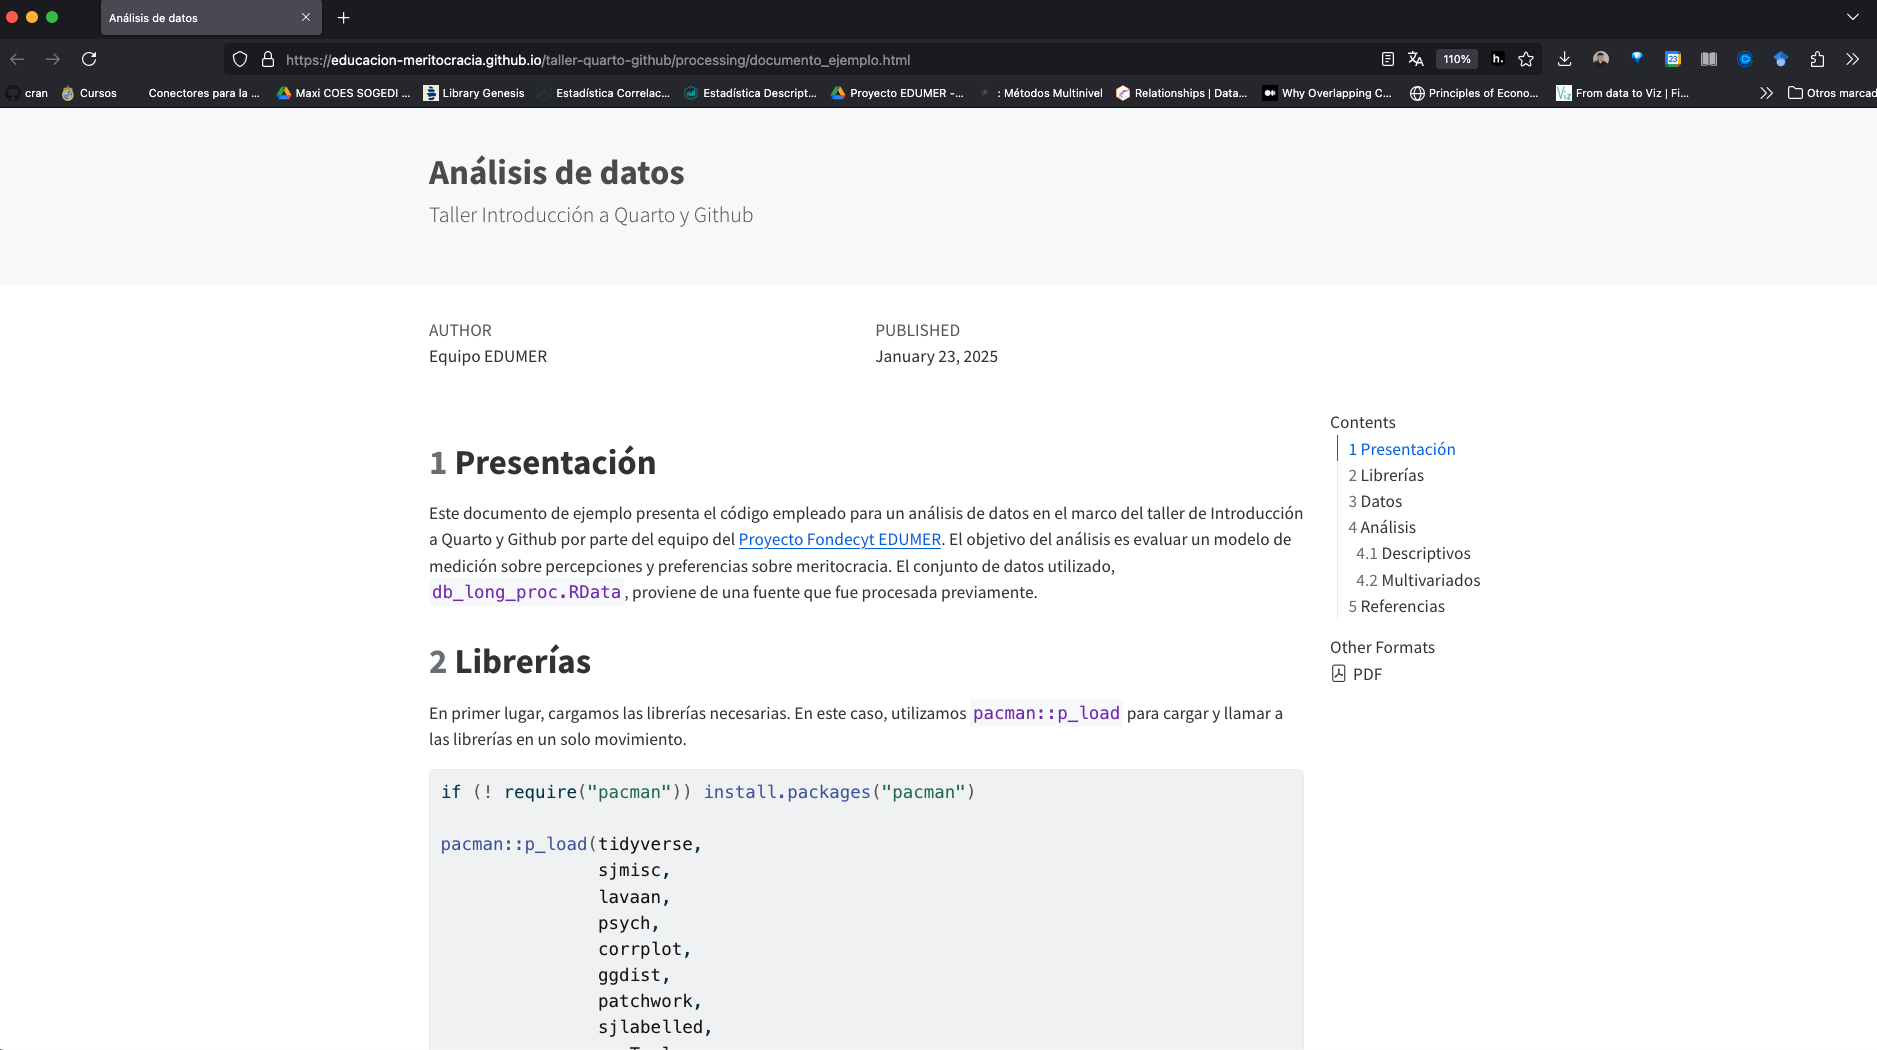 Análisis de datos
https://educacion-meritocracia.github.io/taller-quarto-github/processing/documento_ejemplo.html
110%
h.
23
cran
Cursos
Conectores para la ...
Maxi COES SOGEDI ...
Library Genesis
Estadística Correlac...
Estadística Descript...
Proyecto EDUMER -...
: Métodos Multinivel
Relationships | Data...
Why Overlapping C...
Principles of Econo...
From data to Viz | Fi...
Otros marcad
Análisis de datos
Taller Introducción a Quarto y Github
AUTHOR
Equipo EDUMER
PUBLISHED
January 23, 2025
1 Presentación
Este documento de ejemplo presenta el código empleado para un análisis de datos en el marco del taller de Introducción
a Quarto y Github por parte del equipo del Proyecto Fondecyt EDUMER. El objetivo del análisis es evaluar un modelo de
medición sobre percepciones y preferencias sobre meritocracia. El conjunto de datos utilizado,
db_long_proc.RData, proviene de una fuente que fue procesada previamente.
2 Librerías
En primer lugar, cargamos las librerías necesarias. En este caso, utilizamos pacman::p_load para cargar y llamar a
las librerías en un solo movimiento.
if (! require("pacman")) install.packages("pacman")
pacman::p_load(tidyverse,
sjmisc,
lavaan,
psych,
corrplot,
ggdist,
patchwork,
sjlabelled,
Contents
1 Presentación
2 Librerías
3 Datos
4 Análisis
4.1 Descriptivos
4.2 Multivariados
5 Referencias
Other Formats
PDF